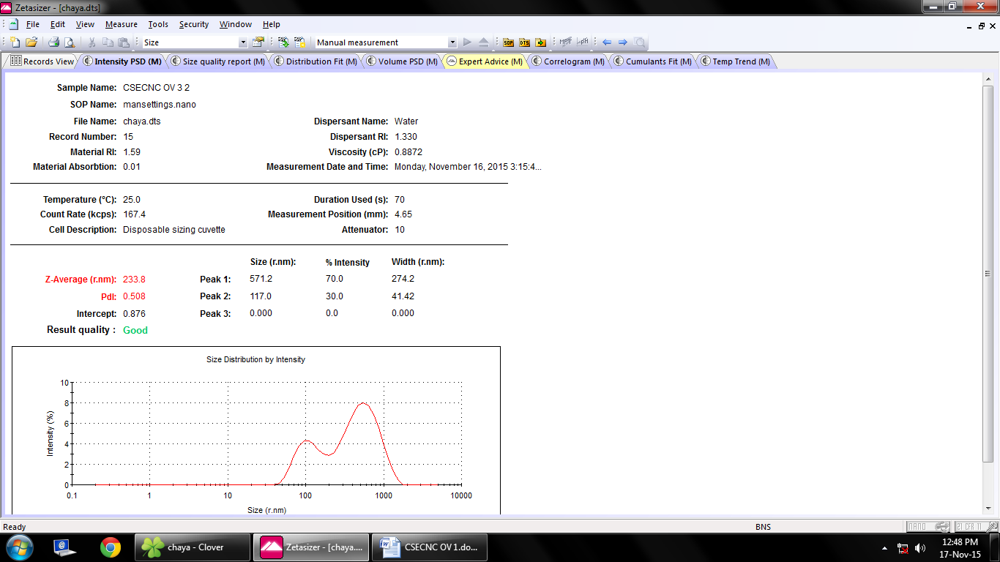 Zetasizer - [chaya.dts]
File Edit View Measure Tools Security Window Help
Size Manual measurement SOP DTS
Records View Intensity PSD (M) Size quality report (M) Distribution Fit (M) Volume PSD (M) Expert Advice (M) Correlogram (M) Cumulants Fit (M) Temp Trend (M)
Sample Name: CSECNC OV 3 2
SOP Name: mansettings.nano
File Name: chaya.dts Dispersant Name: Water
Record Number: 15 Dispersant RI: 1.330
Material RI: 1.59 Viscosity (cP): 0.8872
Material Absorbtion: 0.01 Measurement Date and Time: Monday, November 16, 2015 3:15:4...
Temperature (°C): 25.0 Duration Used (s): 70
Count Rate (kcps): 167.4 Measurement Position (mm): 4.65
Cell Description: Disposable sizing cuvette Attenuator: 10
Size (r.nm): % Intensity Width (r.nm):
Z-Average (r.nm): 233.8 Peak 1: 571.2 70.0 274.2
PdI: 0.508 Peak 2: 117.0 30.0 41.42
Intercept: 0.876 Peak 3: 0.000 0.0 0.000
Result quality : Good
Size Distribution by Intensity
Intensity (%)
10
8
6
4
2
0
0.1 1 10 100 1000 10000
Size (r.nm)
Ready BNS NANO 21 CFR 11
chaya - Clover Zetasizer - [chaya.... CSECNC OV 1.do... 12:48 PM
17-Nov-15